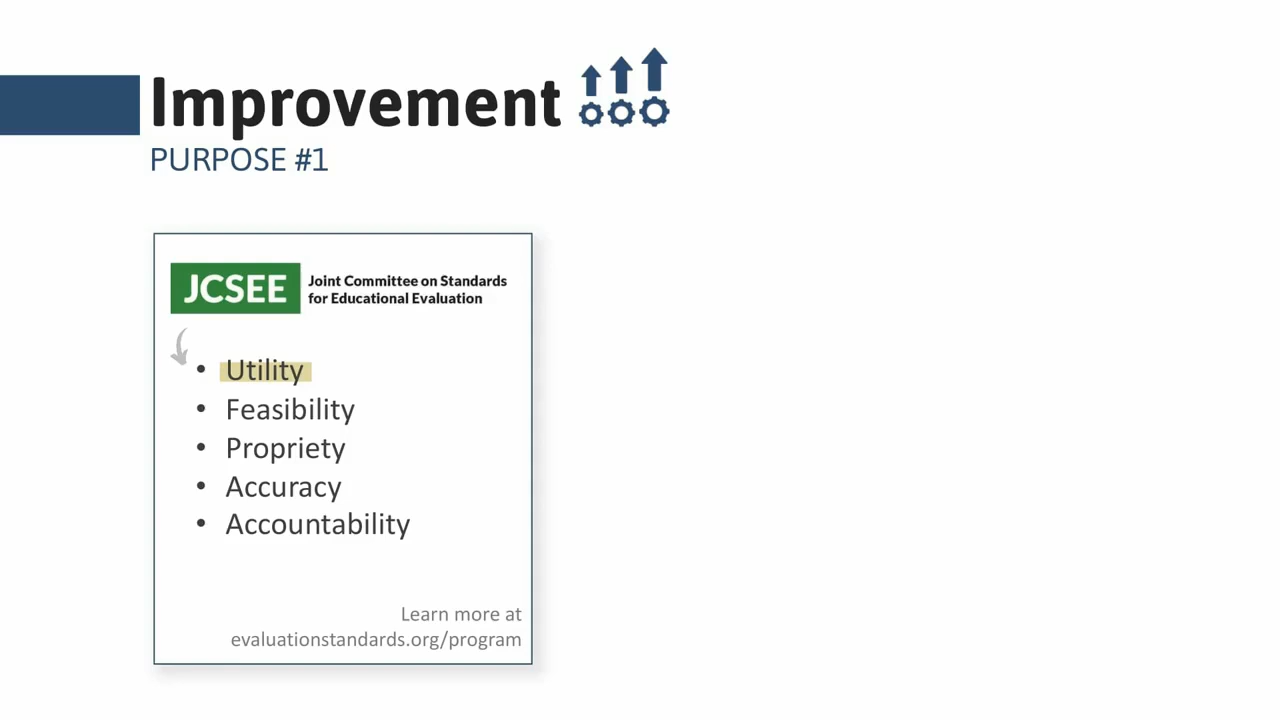 Improvement
PURPOSE #1
JCSEE
Joint Committee on Standards
for Educational Evaluation
• Utility
• Feasibility
• Propriety
• Accuracy
• Accountability
Learn more at
evaluationstandards.org/program